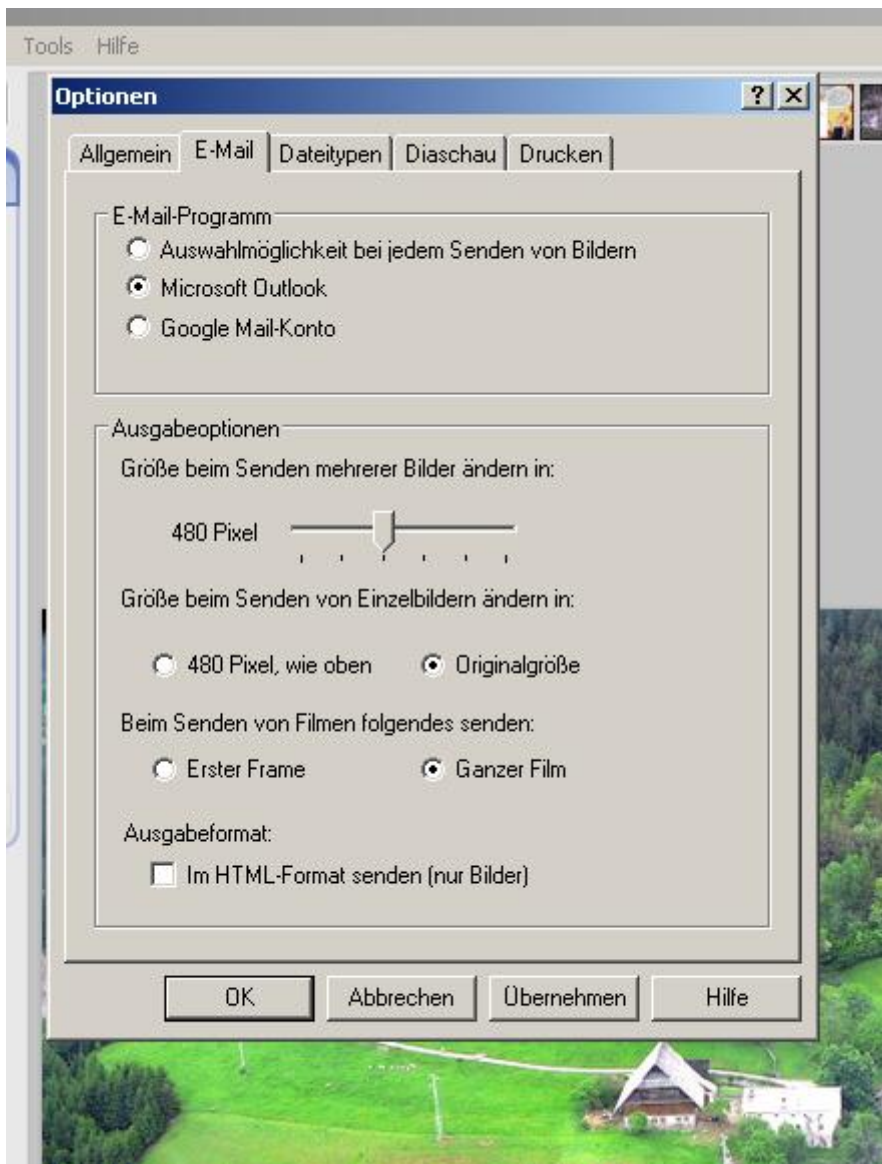 Tools Hilfe
Optionen
Allgemein E-Mail Dateitypen Diaschau Drucken
E-Mail-Programm
Auswahlmöglichkeit bei jedem Senden von Bildern
Microsoft Outlook
Google Mail-Konto
Ausgabeoptionen
Größe beim Senden mehrerer Bilder ändern in:
480 Pixel
Größe beim Senden von Einzelbildern ändern in:
480 Pixel, wie oben Originalgröße
Beim Senden von Filmen folgendes senden:
Erster Frame Ganzer Film
Ausgabeformat:
Im HTML-Format senden (nur Bilder)
OK Abbrechen Übernehmen Hilfe